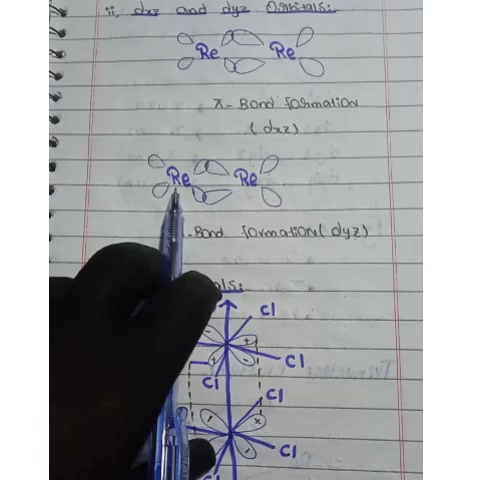 ii, dxz and dyz Orbitals:
Re Re
π-Bond formation
(dxz)
Re Re
-Bond formation (dyz)
als:
Cl
- +
+ - Cl
Cl
Cl
+
- Cl